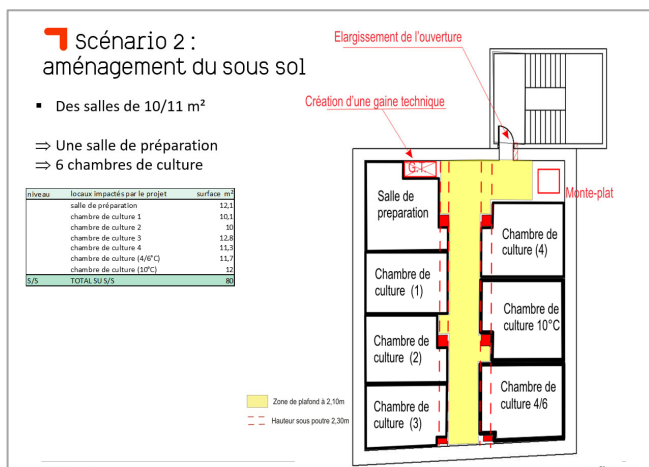 Scénario 2 :
aménagement du sous sol
▪ Des salles de 10/11 m²
⇒ Une salle de préparation
⇒ 6 chambres de culture
niveau locaux impactés par le projet surface m²
salle de préparation 12,1
chambre de culture 1 10,1
chambre de culture 2 10
chambre de culture 3 12.8
chambre de culture 4 11,3
chambre de culture (4/6°C) 11,7
chambre de culture (10°C) 12
S/S TOTAL SU S/S 80
Elargissement de l'ouverture
Création d'une gaine technique
G.T
Monte-plat
Salle de
preparation
Chambre de
culture (4)
Chambre de
culture (1)
Chambre de
culture 10°C
Chambre de
culture (2)
Chambre de
culture 4/6
Chambre de
culture (3)
Zone de plafond à 2,10m
Hauteur sous poutre 2,30m